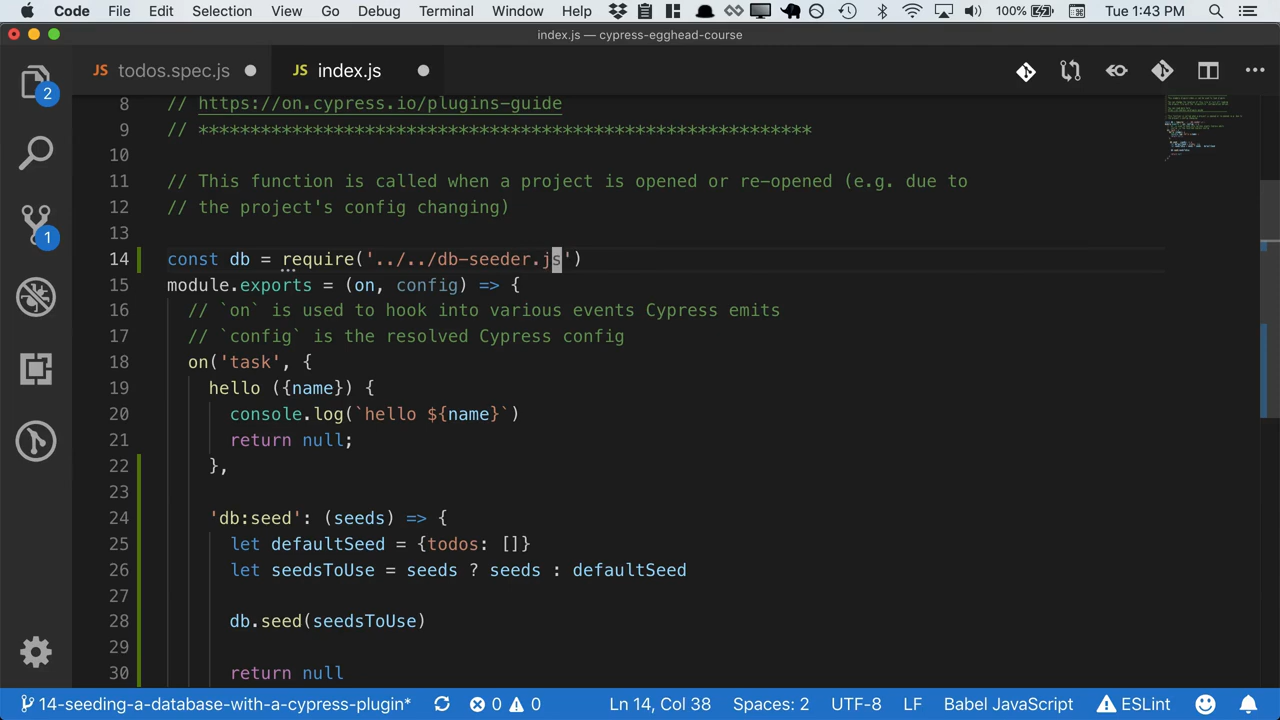 Code File Edit Selection View Go Debug Terminal Window Help 100% Tue 1:43 PM
index.js — cypress-egghead-course
JS todos.spec.js JS index.js
2
8 // https://on.cypress.io/plugins-guide
9 // ***********************************************************
10
11 // This function is called when a project is opened or re-opened (e.g. due to
12 // the project's config changing)
13
1
14 const db = require('../../db-seeder.js')
15 module.exports = (on, config) => {
16 // `on` is used to hook into various events Cypress emits
17 // `config` is the resolved Cypress config
18 on('task', {
19 hello ({name}) {
20 console.log(`hello ${name}`)
21 return null;
22 },
23
24 'db:seed': (seeds) => {
25 let defaultSeed = {todos: []}
26 let seedsToUse = seeds ? seeds : defaultSeed
27
28 db.seed(seedsToUse)
29
30 return null
14-seeding-a-database-with-a-cypress-plugin* 0 0 Ln 14, Col 38 Spaces: 2 UTF-8 LF Babel JavaScript ESLint